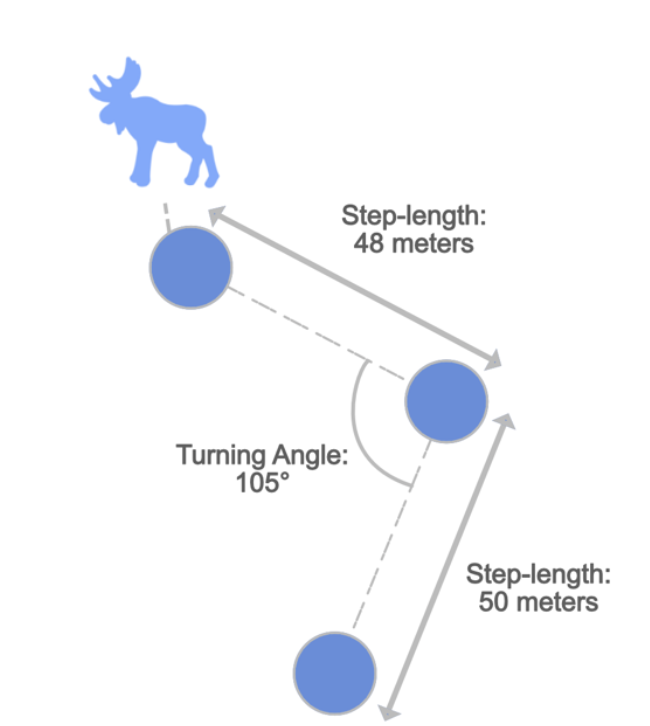 Step-length:
48 meters
Turning Angle:
105°
Step-length:
50 meters